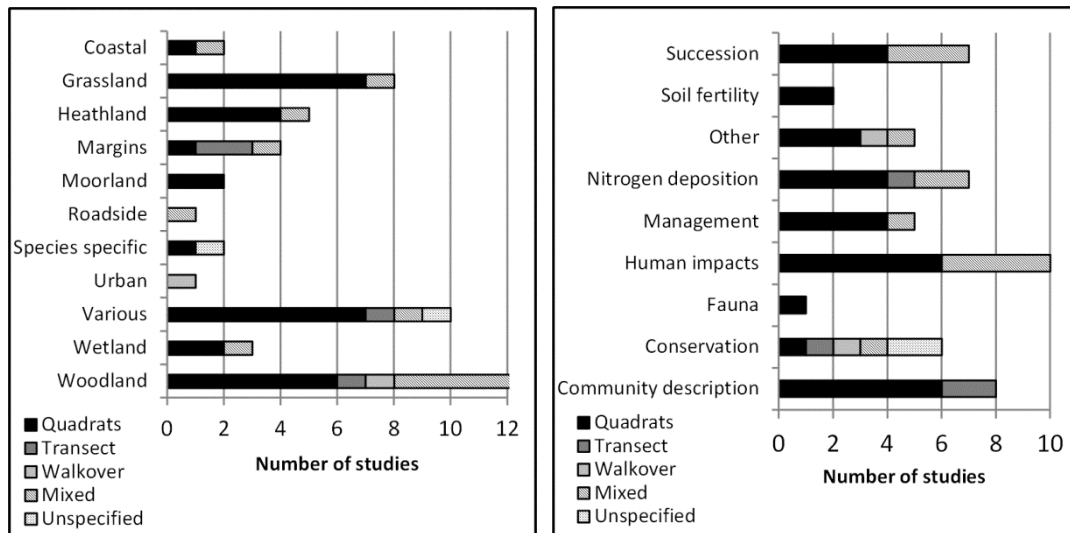 Coastal
Grassland
Heathland
Margins
Moorland
Roadside
Species specific
Urban
Various
Wetland
Woodland
0 2 4 6 8 10 12
Number of studies
Quadrats
Transect
Walkover
Mixed
Unspecified
Succession
Soil fertility
Other
Nitrogen deposition
Management
Human impacts
Fauna
Conservation
Community description
0 2 4 6 8 10
Number of studies
Quadrats
Transect
Walkover
Mixed
Unspecified